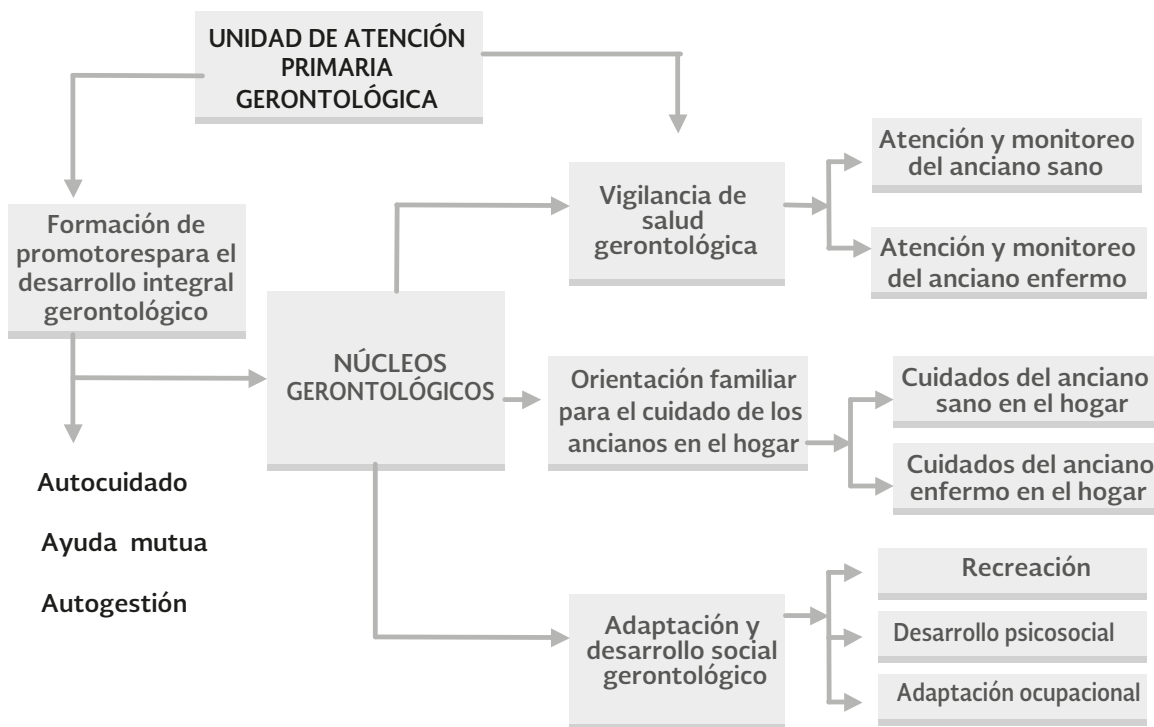 UNIDAD DE ATENCIÓN
PRIMARIA
GERONTOLÓGICA
Formación de
promotorespara el
desarrollo integral
gerontológico
Autocuidado
Ayuda mutua
Autogestión
NÚCLEOS
GERONTOLÓGICOS
Vigilancia de
salud
gerontológica
Atención y monitoreo
del anciano sano
Atención y monitoreo
del anciano enfermo
Orientación familiar
para el cuidado de los
ancianos en el hogar
Cuidados del anciano
sano en el hogar
Cuidados del anciano
enfermo en el hogar
Adaptación y
desarrollo social
gerontológico
Recreación
Desarrollo psicosocial
Adaptación ocupacional